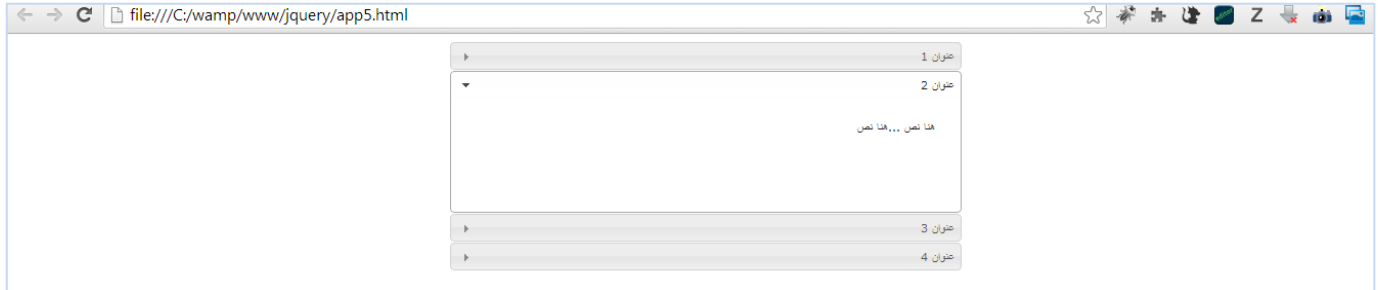 file:///C:/wamp/www/jquery/app5.html
Z
عنوان 1
عنوان 2
هنا نص ...هنا نص
عنوان 3
عنوان 4